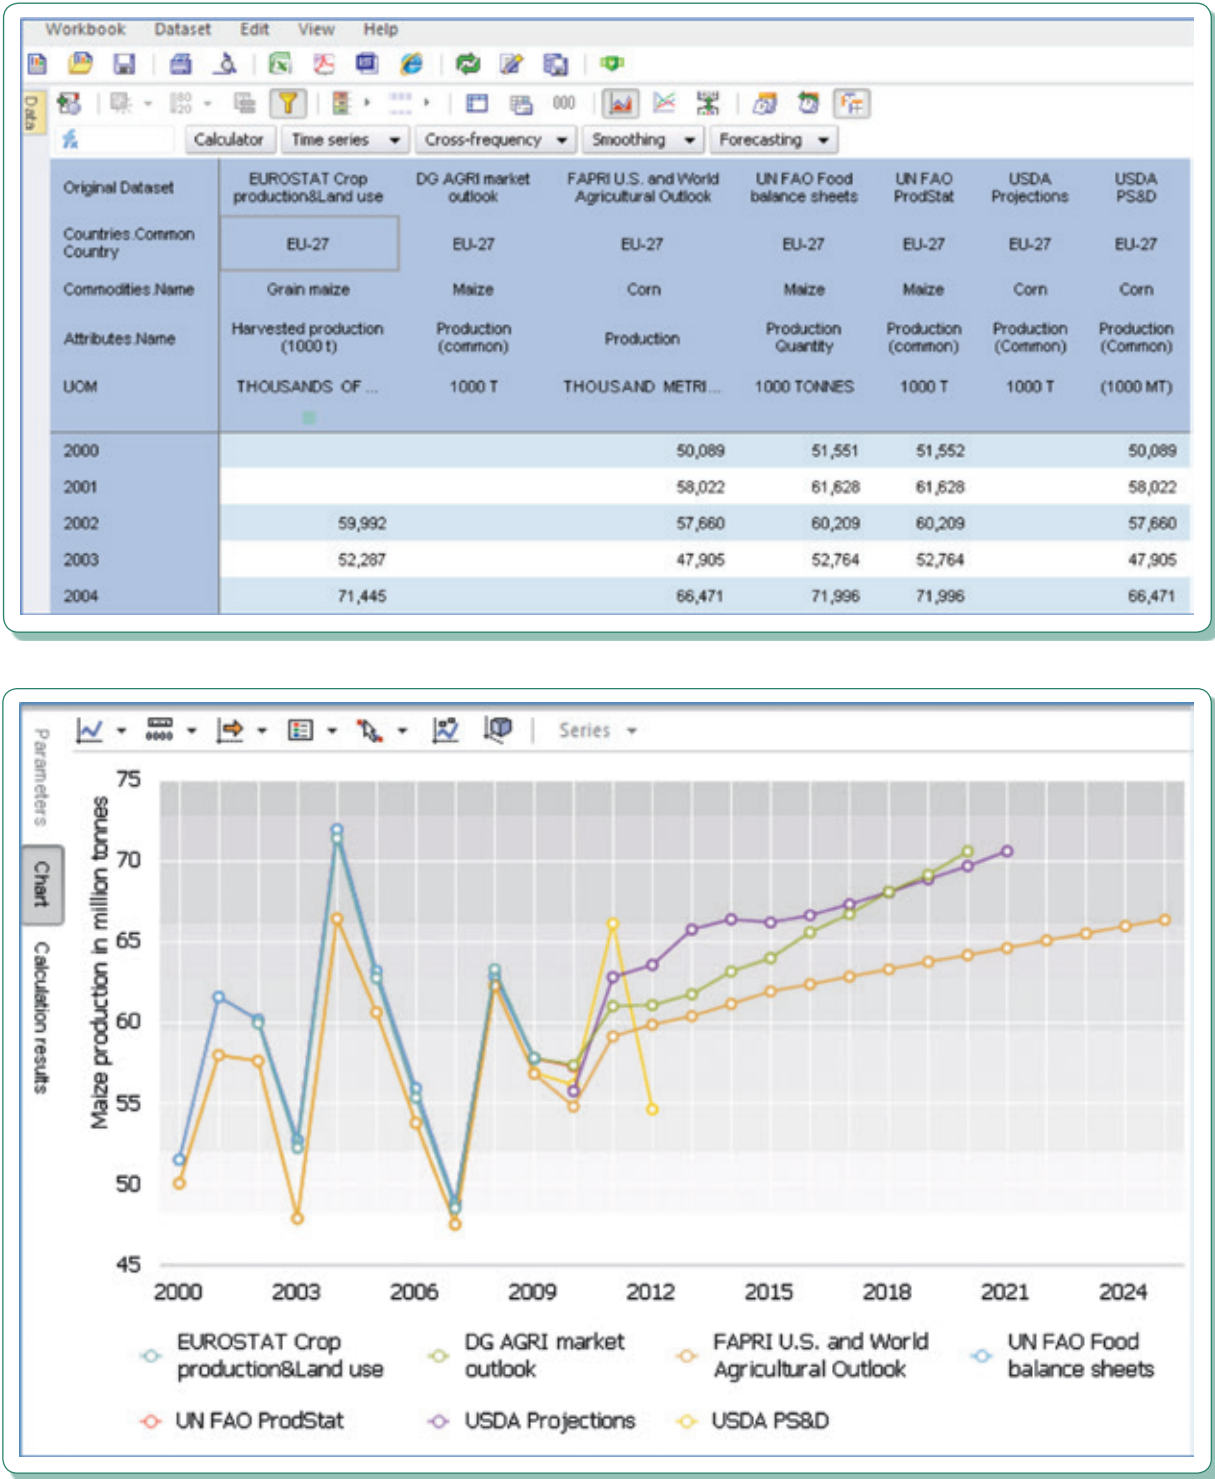 Workbook Dataset Edit View Help
Data
000
Calculator Time series Cross-frequency Smoothing Forecasting
Original Dataset
EUROSTAT Crop
production&Land use
DG AGRI market
outlook
FAPRI U.S. and World
Agricultural Outlook
UN FAO Food
balance sheets
UN FAO
ProdStat
USDA
Projections
USDA
PS&D
Countries.Common
Country
EU-27 EU-27 EU-27 EU-27 EU-27 EU-27 EU-27
Commodities.Name Grain maize Maize Corn Maize Maize Corn Corn
Attributes.Name
Harvested production
(1000 t)
Production
(common)
Production
Production
Quantity
Production
(common)
Production
(Common)
Production
(Common)
UOM THOUSANDS OF ... 1000 T THOUSAND METRI... 1000 TONNES 1000 T 1000 T (1000 MT)
2000 50,089 51,551 51,552 50,089
2001 58,022 61,628 61,628 58,022
2002 59,992 57,660 60,209 60,209 57,660
2003 52,287 47,905 52,764 52,764 47,905
2004 71,445 66,471 71,996 71,996 66,471
Series
Parameters
Chart
Calculation results
Maize production in million tonnes
75
70
65
60
55
50
45
2000 2003 2006 2009 2012 2015 2018 2021 2024
EUROSTAT Crop
production&Land use
DG AGRI market
outlook
FAPRI U.S. and World
Agricultural Outlook
UN FAO Food
balance sheets
UN FAO ProdStat
USDA Projections
USDA PS&D